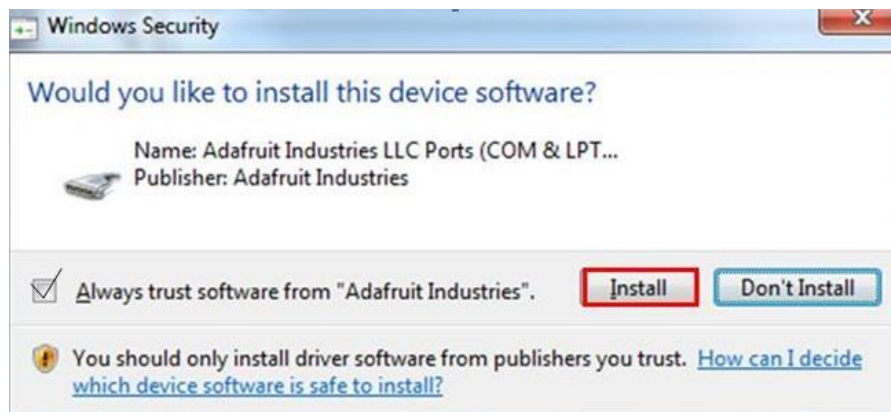 Windows Security
Would you like to install this device software?
Name: Adafruit Industries LLC Ports (COM & LPT...
Publisher: Adafruit Industries
Always trust software from "Adafruit Industries".
Install
Don't Install
You should only install driver software from publishers you trust. How can I decide
which device software is safe to install?